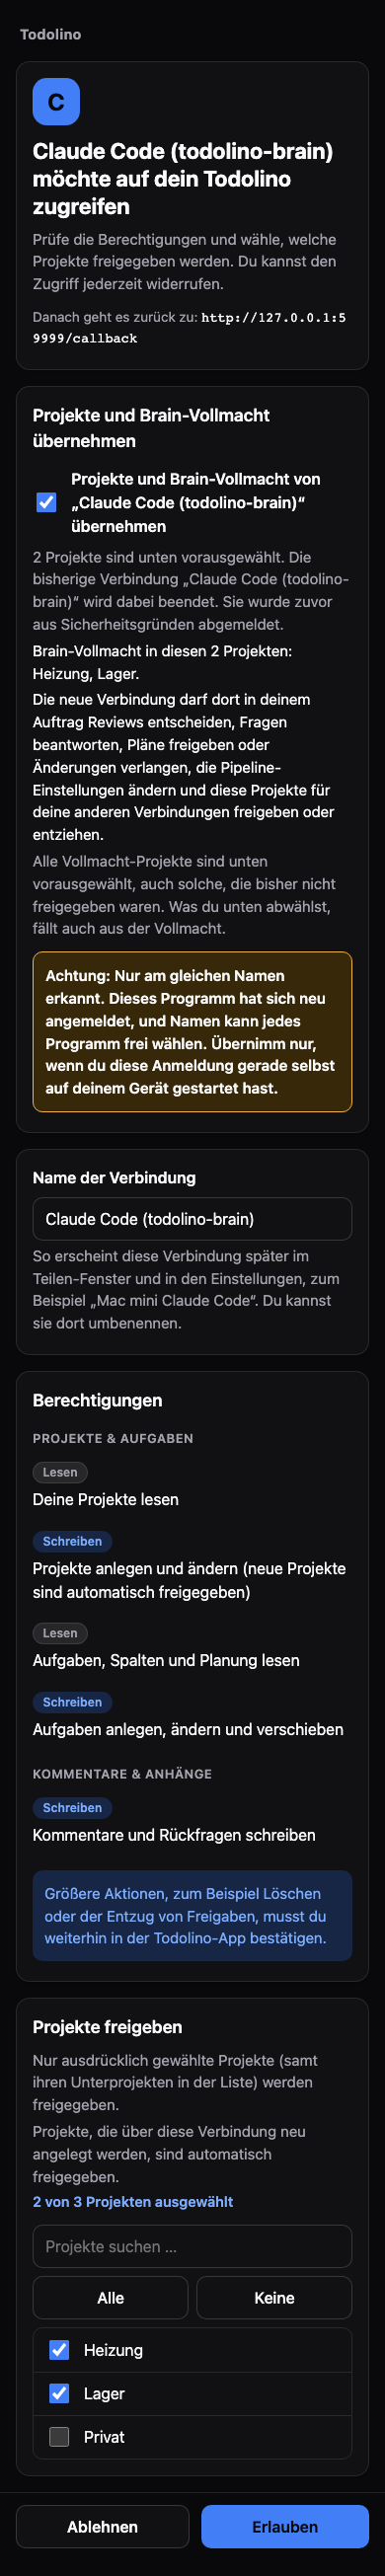 Todolino
C
Claude Code (todolino-brain)
möchte auf dein Todolino
zugreifen
Prüfe die Berechtigungen und wähle, welche
Projekte freigegeben werden. Du kannst den
Zugriff jederzeit widerrufen.
Danach geht es zurück zu: http://127.0.0.1:5
9999/callback
Projekte und Brain-Vollmacht
übernehmen
Projekte und Brain-Vollmacht von
„Claude Code (todolino-brain)“
übernehmen
2 Projekte sind unten vorausgewählt. Die
bisherige Verbindung „Claude Code (todolino-
brain)“ wird dabei beendet. Sie wurde zuvor
aus Sicherheitsgründen abgemeldet.
Brain-Vollmacht in diesen 2 Projekten:
Heizung, Lager.
Die neue Verbindung darf dort in deinem
Auftrag Reviews entscheiden, Fragen
beantworten, Pläne freigeben oder
Änderungen verlangen, die Pipeline-
Einstellungen ändern und diese Projekte für
deine anderen Verbindungen freigeben oder
entziehen.
Alle Vollmacht-Projekte sind unten
vorausgewählt, auch solche, die bisher nicht
freigegeben waren. Was du unten abwählst,
fällt auch aus der Vollmacht.
Achtung: Nur am gleichen Namen
erkannt. Dieses Programm hat sich neu
angemeldet, und Namen kann jedes
Programm frei wählen. Übernimm nur,
wenn du diese Anmeldung gerade selbst
auf deinem Gerät gestartet hast.
Name der Verbindung
Claude Code (todolino-brain)
So erscheint diese Verbindung später im
Teilen-Fenster und in den Einstellungen, zum
Beispiel „Mac mini Claude Code“. Du kannst
sie dort umbenennen.
Berechtigungen
PROJEKTE & AUFGABEN
Lesen
Deine Projekte lesen
Schreiben
Projekte anlegen und ändern (neue Projekte
sind automatisch freigegeben)
Lesen
Aufgaben, Spalten und Planung lesen
Schreiben
Aufgaben anlegen, ändern und verschieben
KOMMENTARE & ANHÄNGE
Schreiben
Kommentare und Rückfragen schreiben
Größere Aktionen, zum Beispiel Löschen
oder der Entzug von Freigaben, musst du
weiterhin in der Todolino-App bestätigen.
Projekte freigeben
Nur ausdrücklich gewählte Projekte (samt
ihren Unterprojekten in der Liste) werden
freigegeben.
Projekte, die über diese Verbindung neu
angelegt werden, sind automatisch
freigegeben.
2 von 3 Projekten ausgewählt
Projekte suchen …
Alle
Keine
Heizung
Lager
Privat
Ablehnen
Erlauben